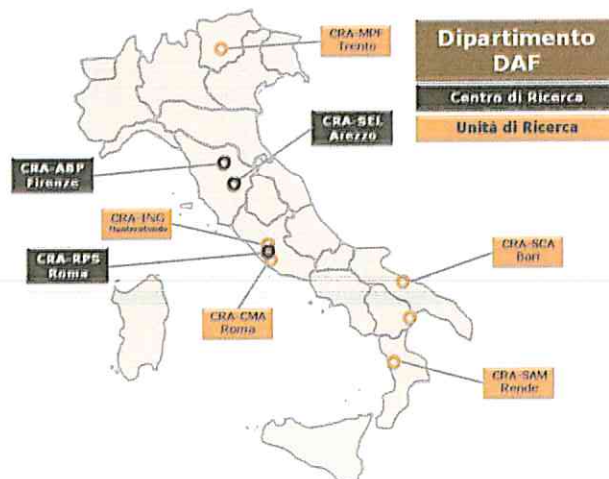 CRA-MPF
Trento
Dipartimento
DAF
Centro di Ricerca
Unità di Ricerca
CRA-SEL
Arezzo
CRA-ABP
Firenze
CRA-ING
Monterotondo
CRA-RPS
Roma
CRA-SCA
Bari
CRA-CMA
Roma
CRA-SAM
Rende